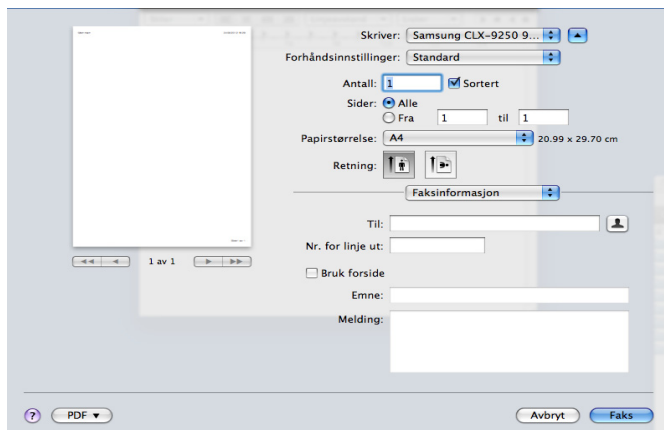 Skriver: Samsung CLX-9250 9...
Forhåndsinnstillinger: Standard
Antall: 1 Sortert
Sider: Alle
Fra 1 til 1
Papirstørrelse: A4 20.99 x 29.70 cm
Retning:
Faksinformasjon
Til:
Nr. for linje ut:
1 av 1
Bruk forside
Emne:
Melding:
? PDF Avbryt Faks